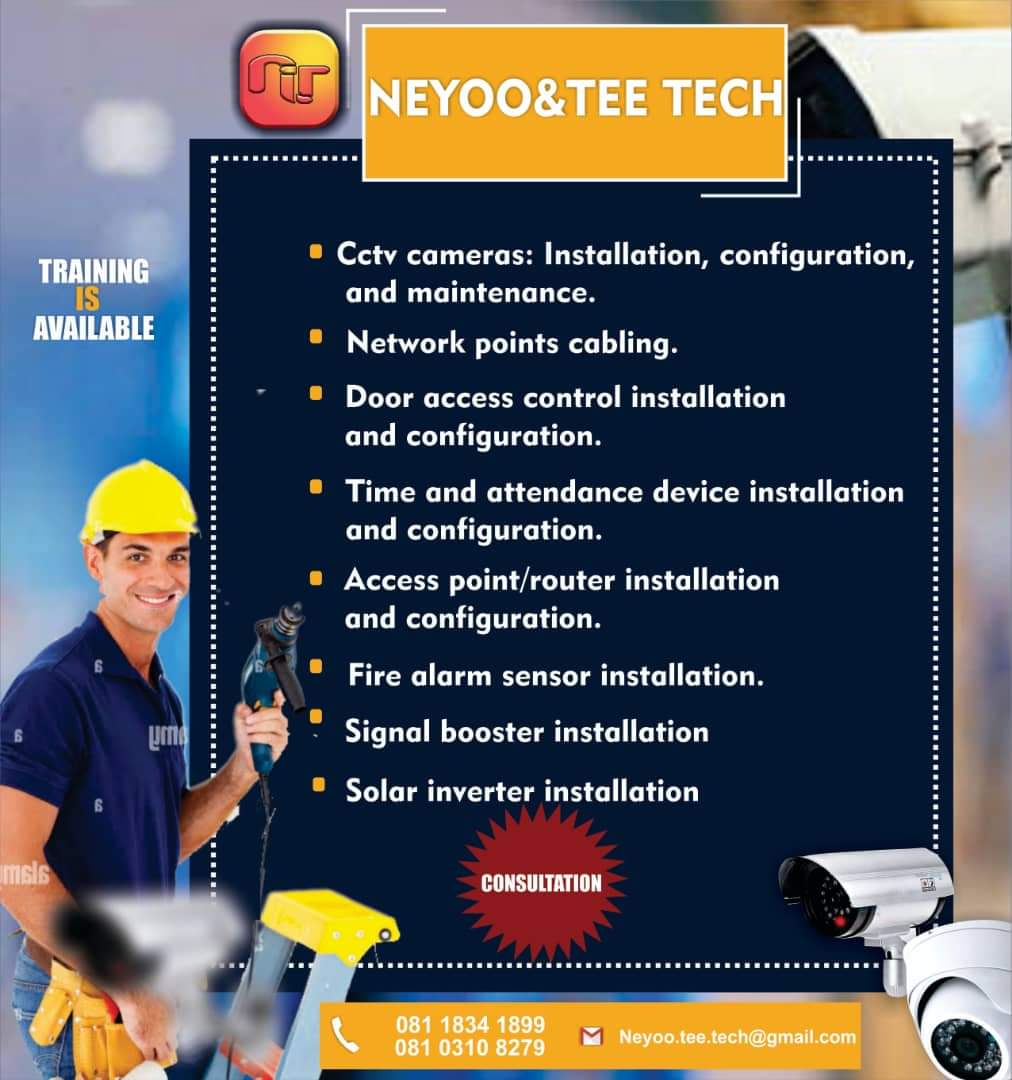 NEYOO&TEE TECH
TRAINING
IS
AVAILABLE
Cctv cameras: Installation, configuration,
and maintenance.
Network points cabling.
Door access control installation
and configuration.
Time and attendance device installation
and configuration.
Access point/router installation
and configuration.
Fire alarm sensor installation.
Signal booster installation
Solar inverter installation
CONSULTATION
081 1834 1899
081 0310 8279
Neyoo.tee.tech@gmail.com